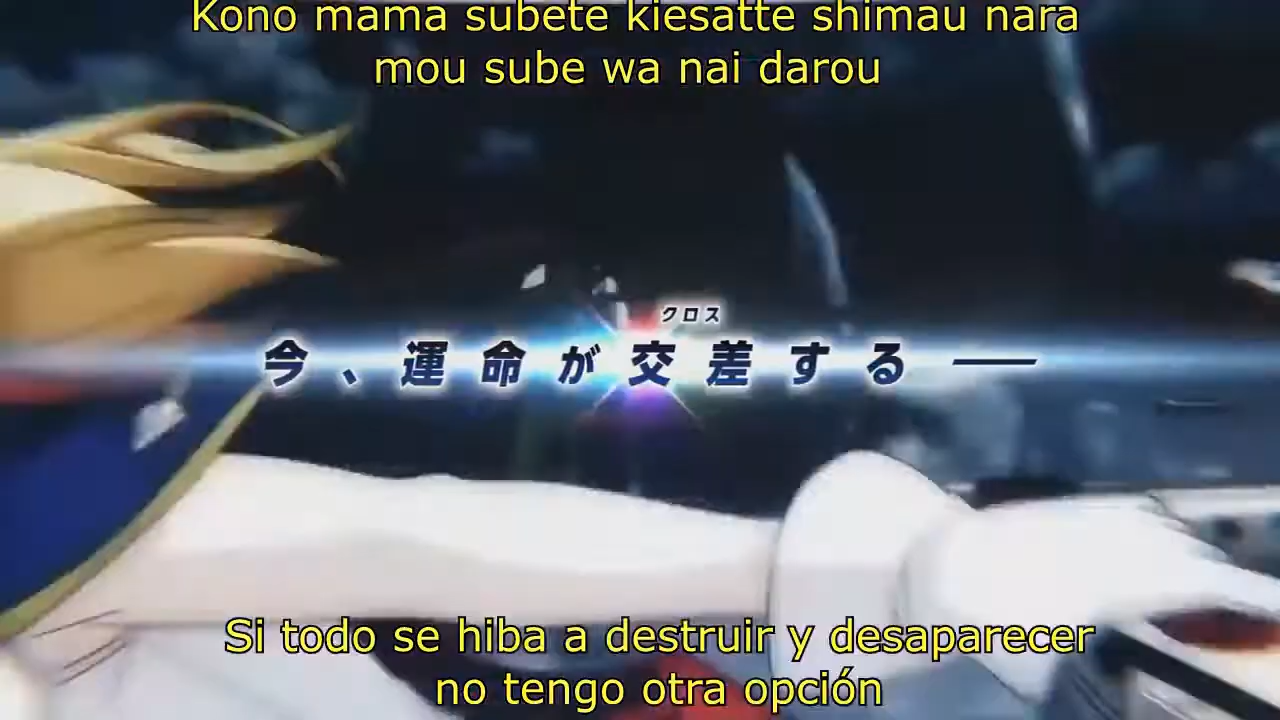 Kono mama subete kiesatte shimau nara
mou sube wa nai darou
クロス
今、運命が交差する ──
Si todo se hiba a destruir y desaparecer
no tengo otra opción